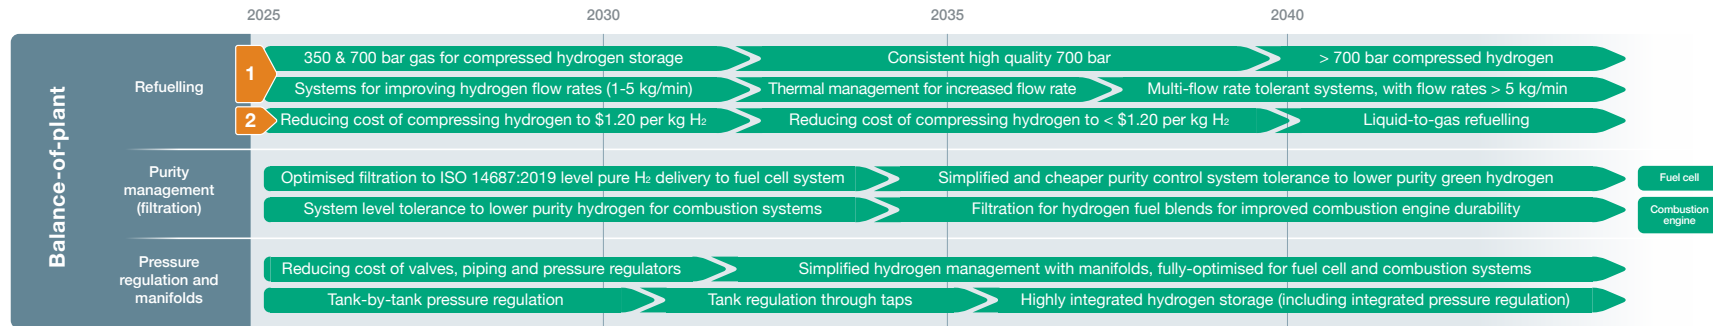 2025 2030 2035 2040
Balance-of-plant
Refuelling
1
350 & 700 bar gas for compressed hydrogen storage
Consistent high quality 700 bar
> 700 bar compressed hydrogen
Systems for improving hydrogen flow rates (1-5 kg/min)
Thermal management for increased flow rate
Multi-flow rate tolerant systems, with flow rates > 5 kg/min
2
Reducing cost of compressing hydrogen to $1.20 per kg H₂
Reducing cost of compressing hydrogen to < $1.20 per kg H₂
Liquid-to-gas refuelling
Purity
management
(filtration)
Optimised filtration to ISO 14687:2019 level pure H₂ delivery to fuel cell system
Simplified and cheaper purity control system tolerance to lower purity green hydrogen
Fuel cell
System level tolerance to lower purity hydrogen for combustion systems
Filtration for hydrogen fuel blends for improved combustion engine durability
Combustion
engine
Pressure
regulation and
manifolds
Reducing cost of valves, piping and pressure regulators
Simplified hydrogen management with manifolds, fully-optimised for fuel cell and combustion systems
Tank-by-tank pressure regulation
Tank regulation through taps
Highly integrated hydrogen storage (including integrated pressure regulation)